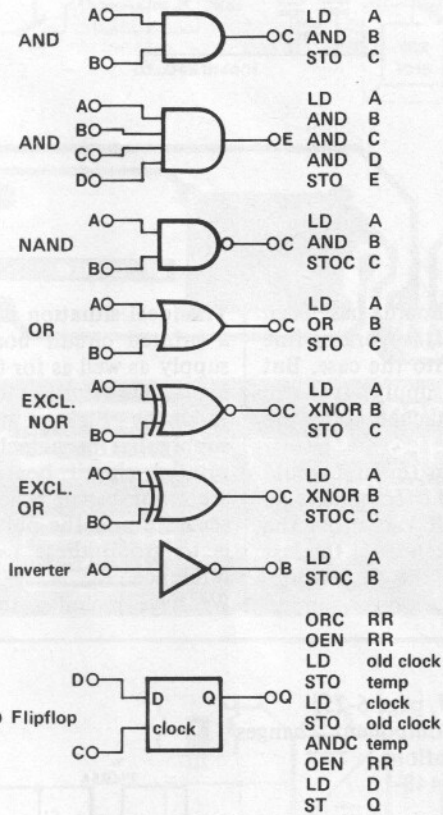 AND
A
B
C
LD A
AND B
STO C
AND
A
B
C
D
E
LD A
AND B
AND C
AND D
STO E
NAND
A
B
C
LD A
AND B
STOC C
OR
A
B
C
LD A
OR B
STO C
EXCL.
NOR
A
B
C
LD A
XNOR B
STO C
EXCL.
OR
A
B
C
LD A
XNOR B
STOC C
Inverter
A
B
LD A
STOC B
Flipflop
D
C
D Q
clock
Q
ORC RR
OEN RR
LD old clock
STO temp
LD clock
STO old clock
ANDC temp
OEN RR
LD D
ST Q